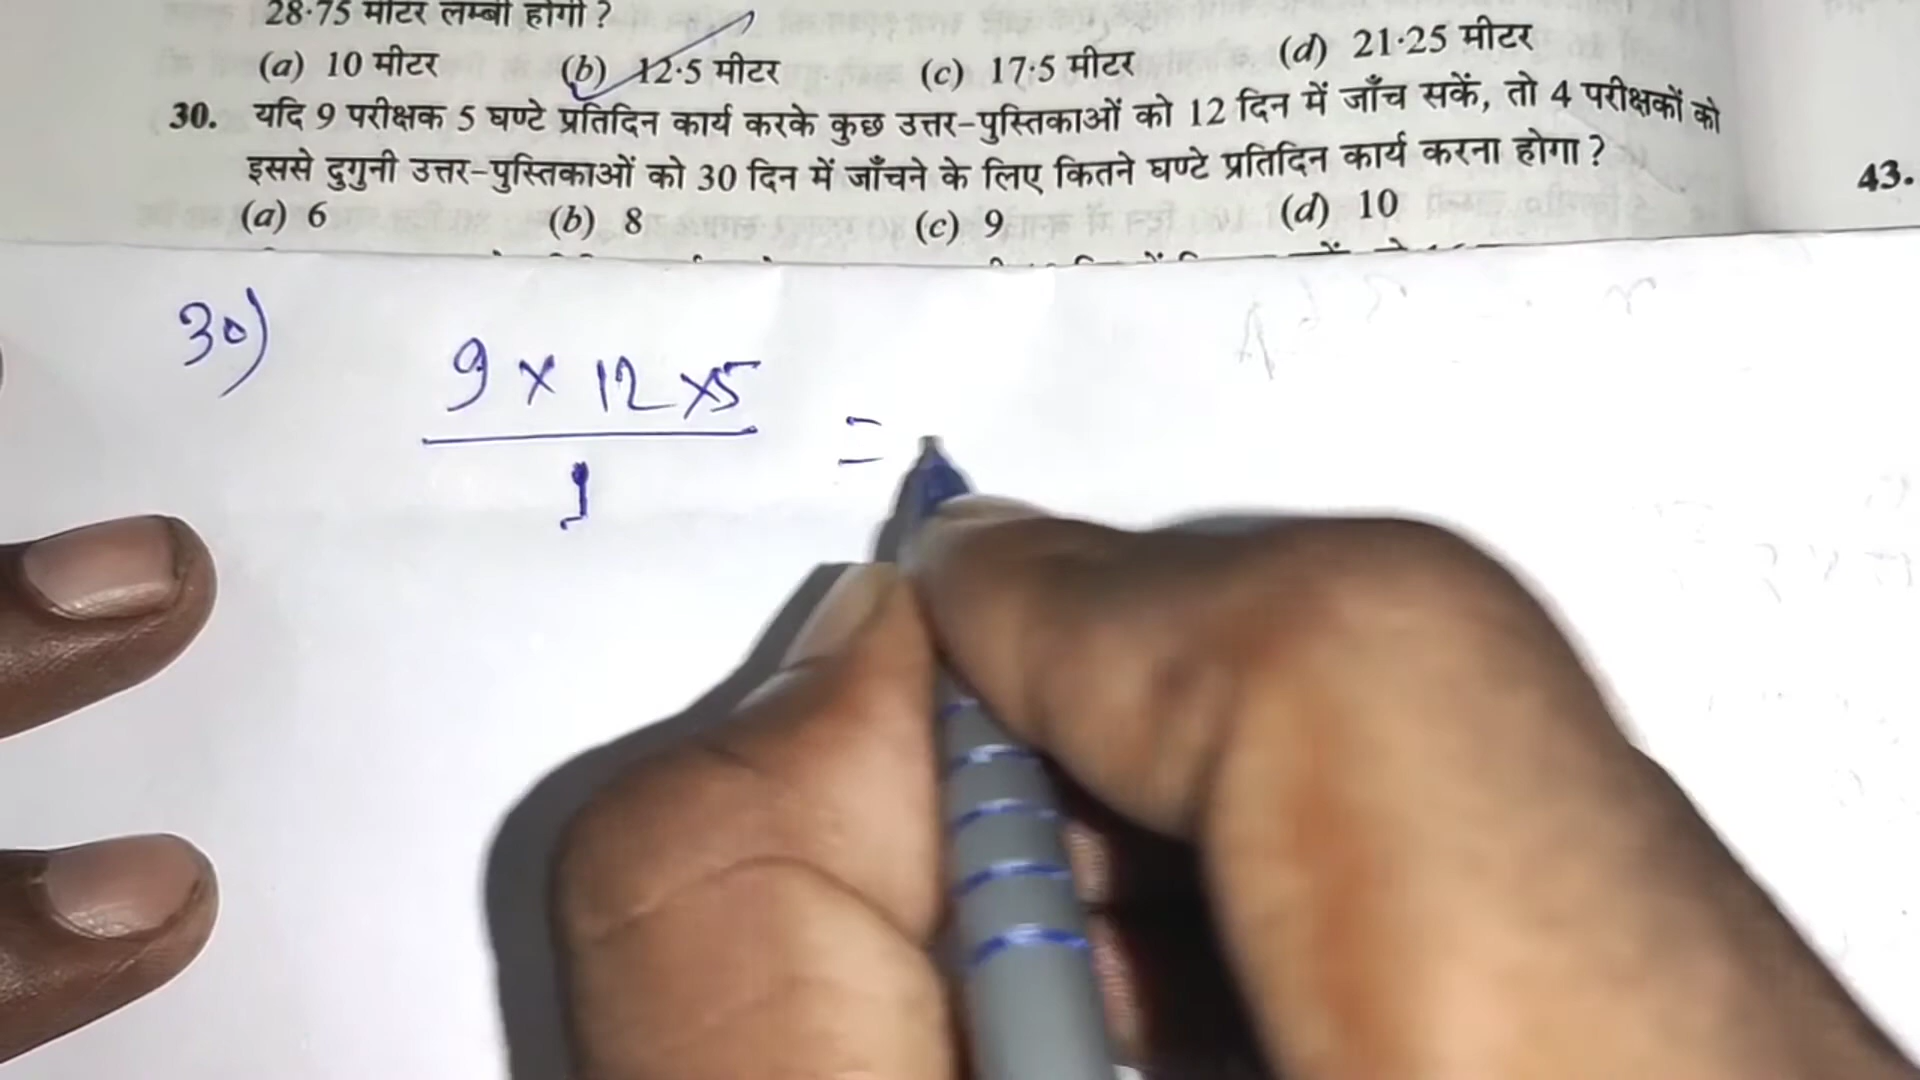 28·75 मीटर लम्बी होगी ?
(a) 10 मीटर (b) 12·5 मीटर (c) 17·5 मीटर (d) 21·25 मीटर
30. यदि 9 परीक्षक 5 घण्टे प्रतिदिन कार्य करके कुछ उत्तर-पुस्तिकाओं को 12 दिन में जाँच सकें, तो 4 परीक्षकों को
इससे दुगुनी उत्तर-पुस्तिकाओं को 30 दिन में जाँचने के लिए कितने घण्टे प्रतिदिन कार्य करना होगा ?
43.
(a) 6 (b) 8 (c) 9 (d) 10
30)
9 × 12 ×5
=
1